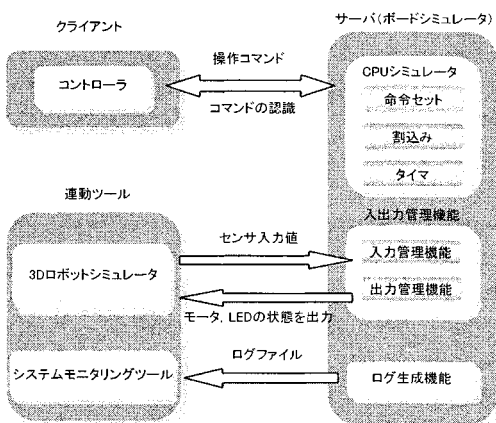 クライアント
コントローラ
操作コマンド
コマンドの認識
サーバ(ボードシミュレータ)
CPUシミュレータ
命令セット
割込み
タイマ
連動ツール
3Dロボットシミュレータ
センサ入力値
モータ, LEDの状態を出力
入出力管理機能
入力管理機能
出力管理機能
システムモニタリングツール
ログファイル
ログ生成機能